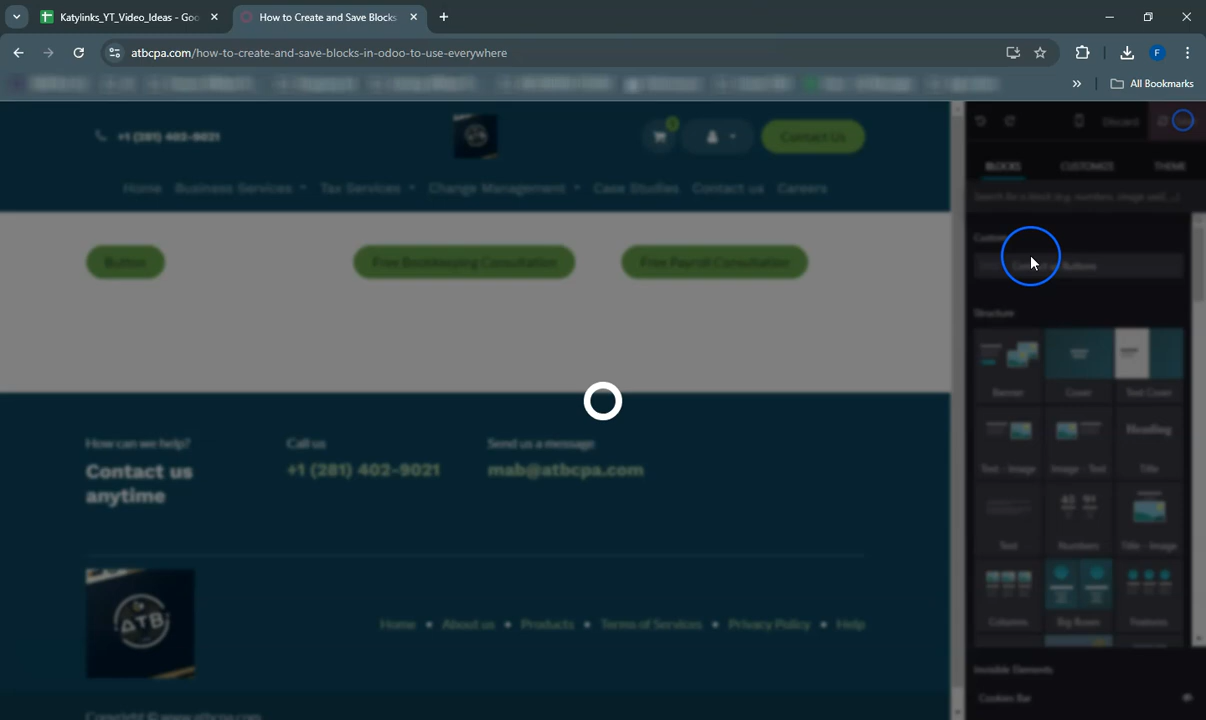 Katylinks_YT_Video_Ideas - Goo
How to Create and Save Blocks
atbcpa.com/how-to-create-and-save-blocks-in-odoo-to-use-everywhere
F
All Bookmarks
+1 (281) 402-9021
Contact Us
Discard
Home Business Services Tax Services Change Management Case Studies Contact us Careers
BLOCKS CUSTOMIZE THEME
Button Free Bookkeeping Consultation Free Payroll Consultation
Buttons
Structure
Banner Cover Text Cover
Heading
Text - Image Image - Text Title
Text Numbers Title - Image
Columns Big Boxes Features
Invisible Elements
Cookies Bar
How can we help? Call us Send us a message
Contact us
anytime
+1 (281) 402-9021 mab@atbcpa.com
ATB
Home • About us • Products • Terms of Services • Privacy Policy • Help